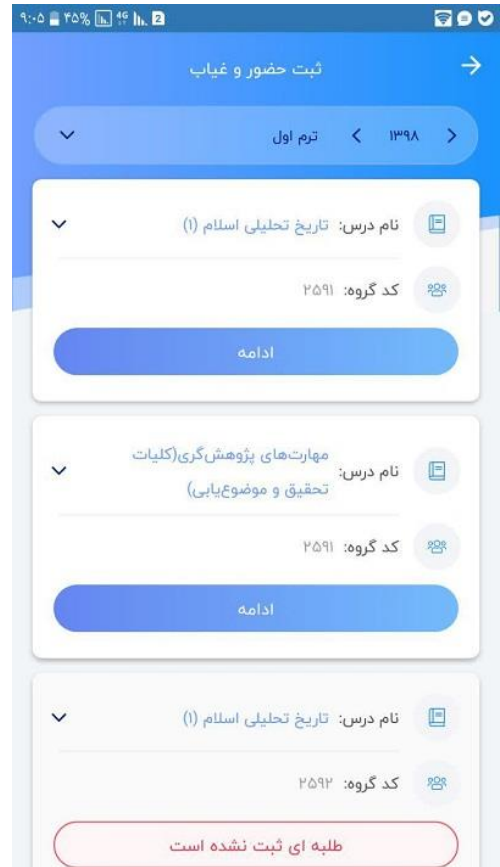 ۹:۰۵ ۴۵% 4G 2
ثبت حضور و غیاب
۱۳۹۸ ترم اول
نام درس: تاریخ تحلیلی اسلام (۱)
کد گروه: ۲۵۹۱
ادامه
نام درس: مهارت‌های پژوهش‌گری(کلیات
تحقیق و موضوع‌یابی)
کد گروه: ۲۵۹۱
ادامه
نام درس: تاریخ تحلیلی اسلام (۱)
کد گروه: ۲۵۹۲
طلبه ای ثبت نشده است